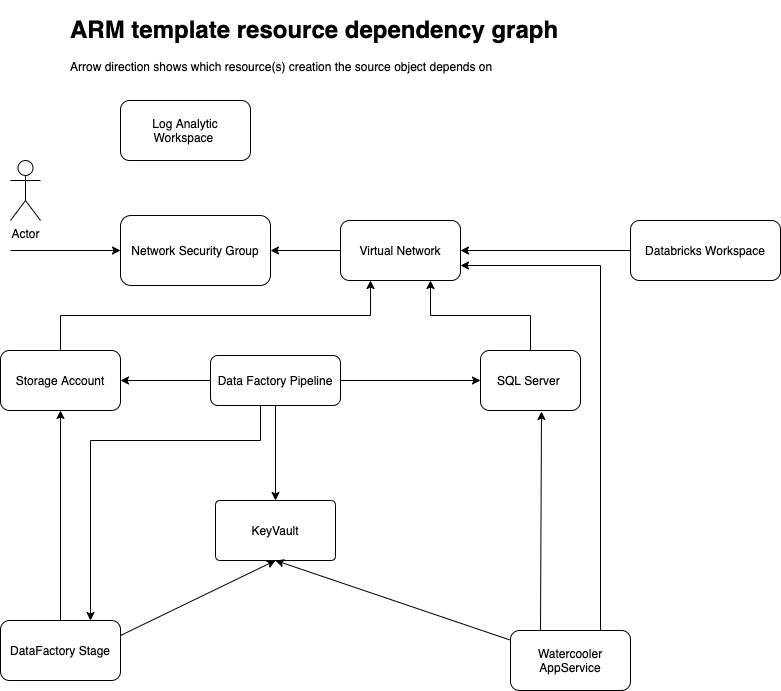 ARM template resource dependency graph
Arrow direction shows which resource(s) creation the source object depends on
Log Analytic
Workspace
Actor
Network Security Group
Virtual Network
Databricks Workspace
Storage Account
Data Factory Pipeline
SQL Server
KeyVault
DataFactory Stage
Watercooler
AppService